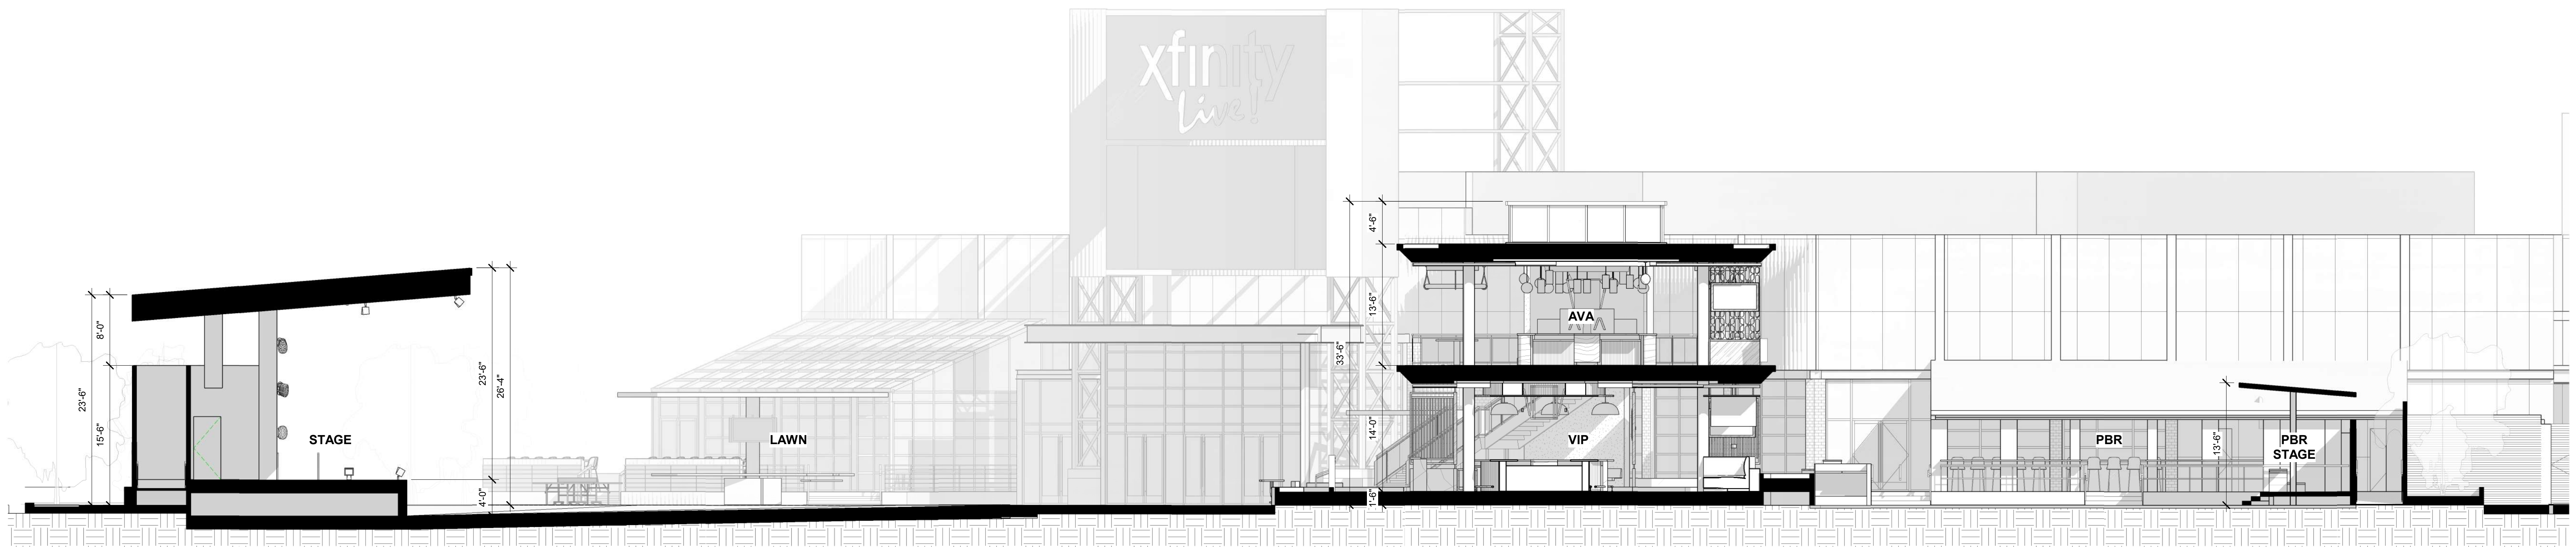 xfinity
Live!
23'-6"
8'-0"
15'-6"
STAGE
23'-6"
26'-4"
4'-0"
LAWN
33'-6"
4'-6"
13'-6"
14'-0"
1'-6"
AVA
AVA
VIP
PBR
13'-6"
PBR
STAGE